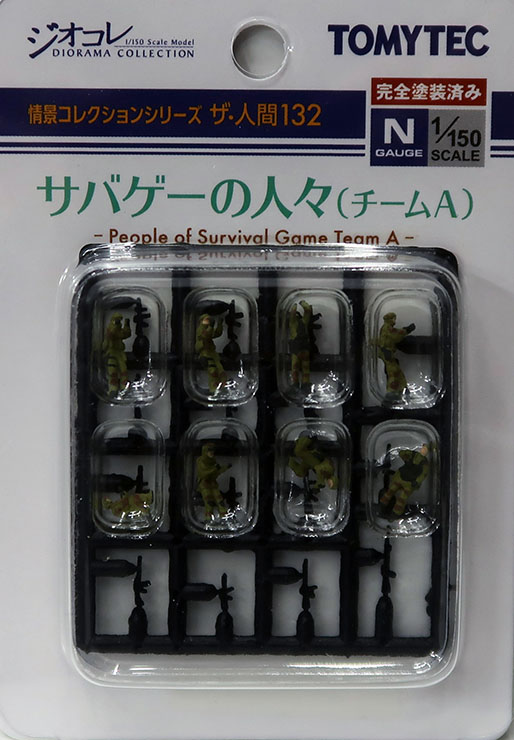 ジオコレ
1/150 Scale Model
DIORAMA COLLECTION
TOMYTEC
情景コレクションシリーズ ザ・人間132
完全塗装済み
N
GAUGE
1/150
SCALE
サバゲーの人々(チームA)
- People of Survival Game Team A -